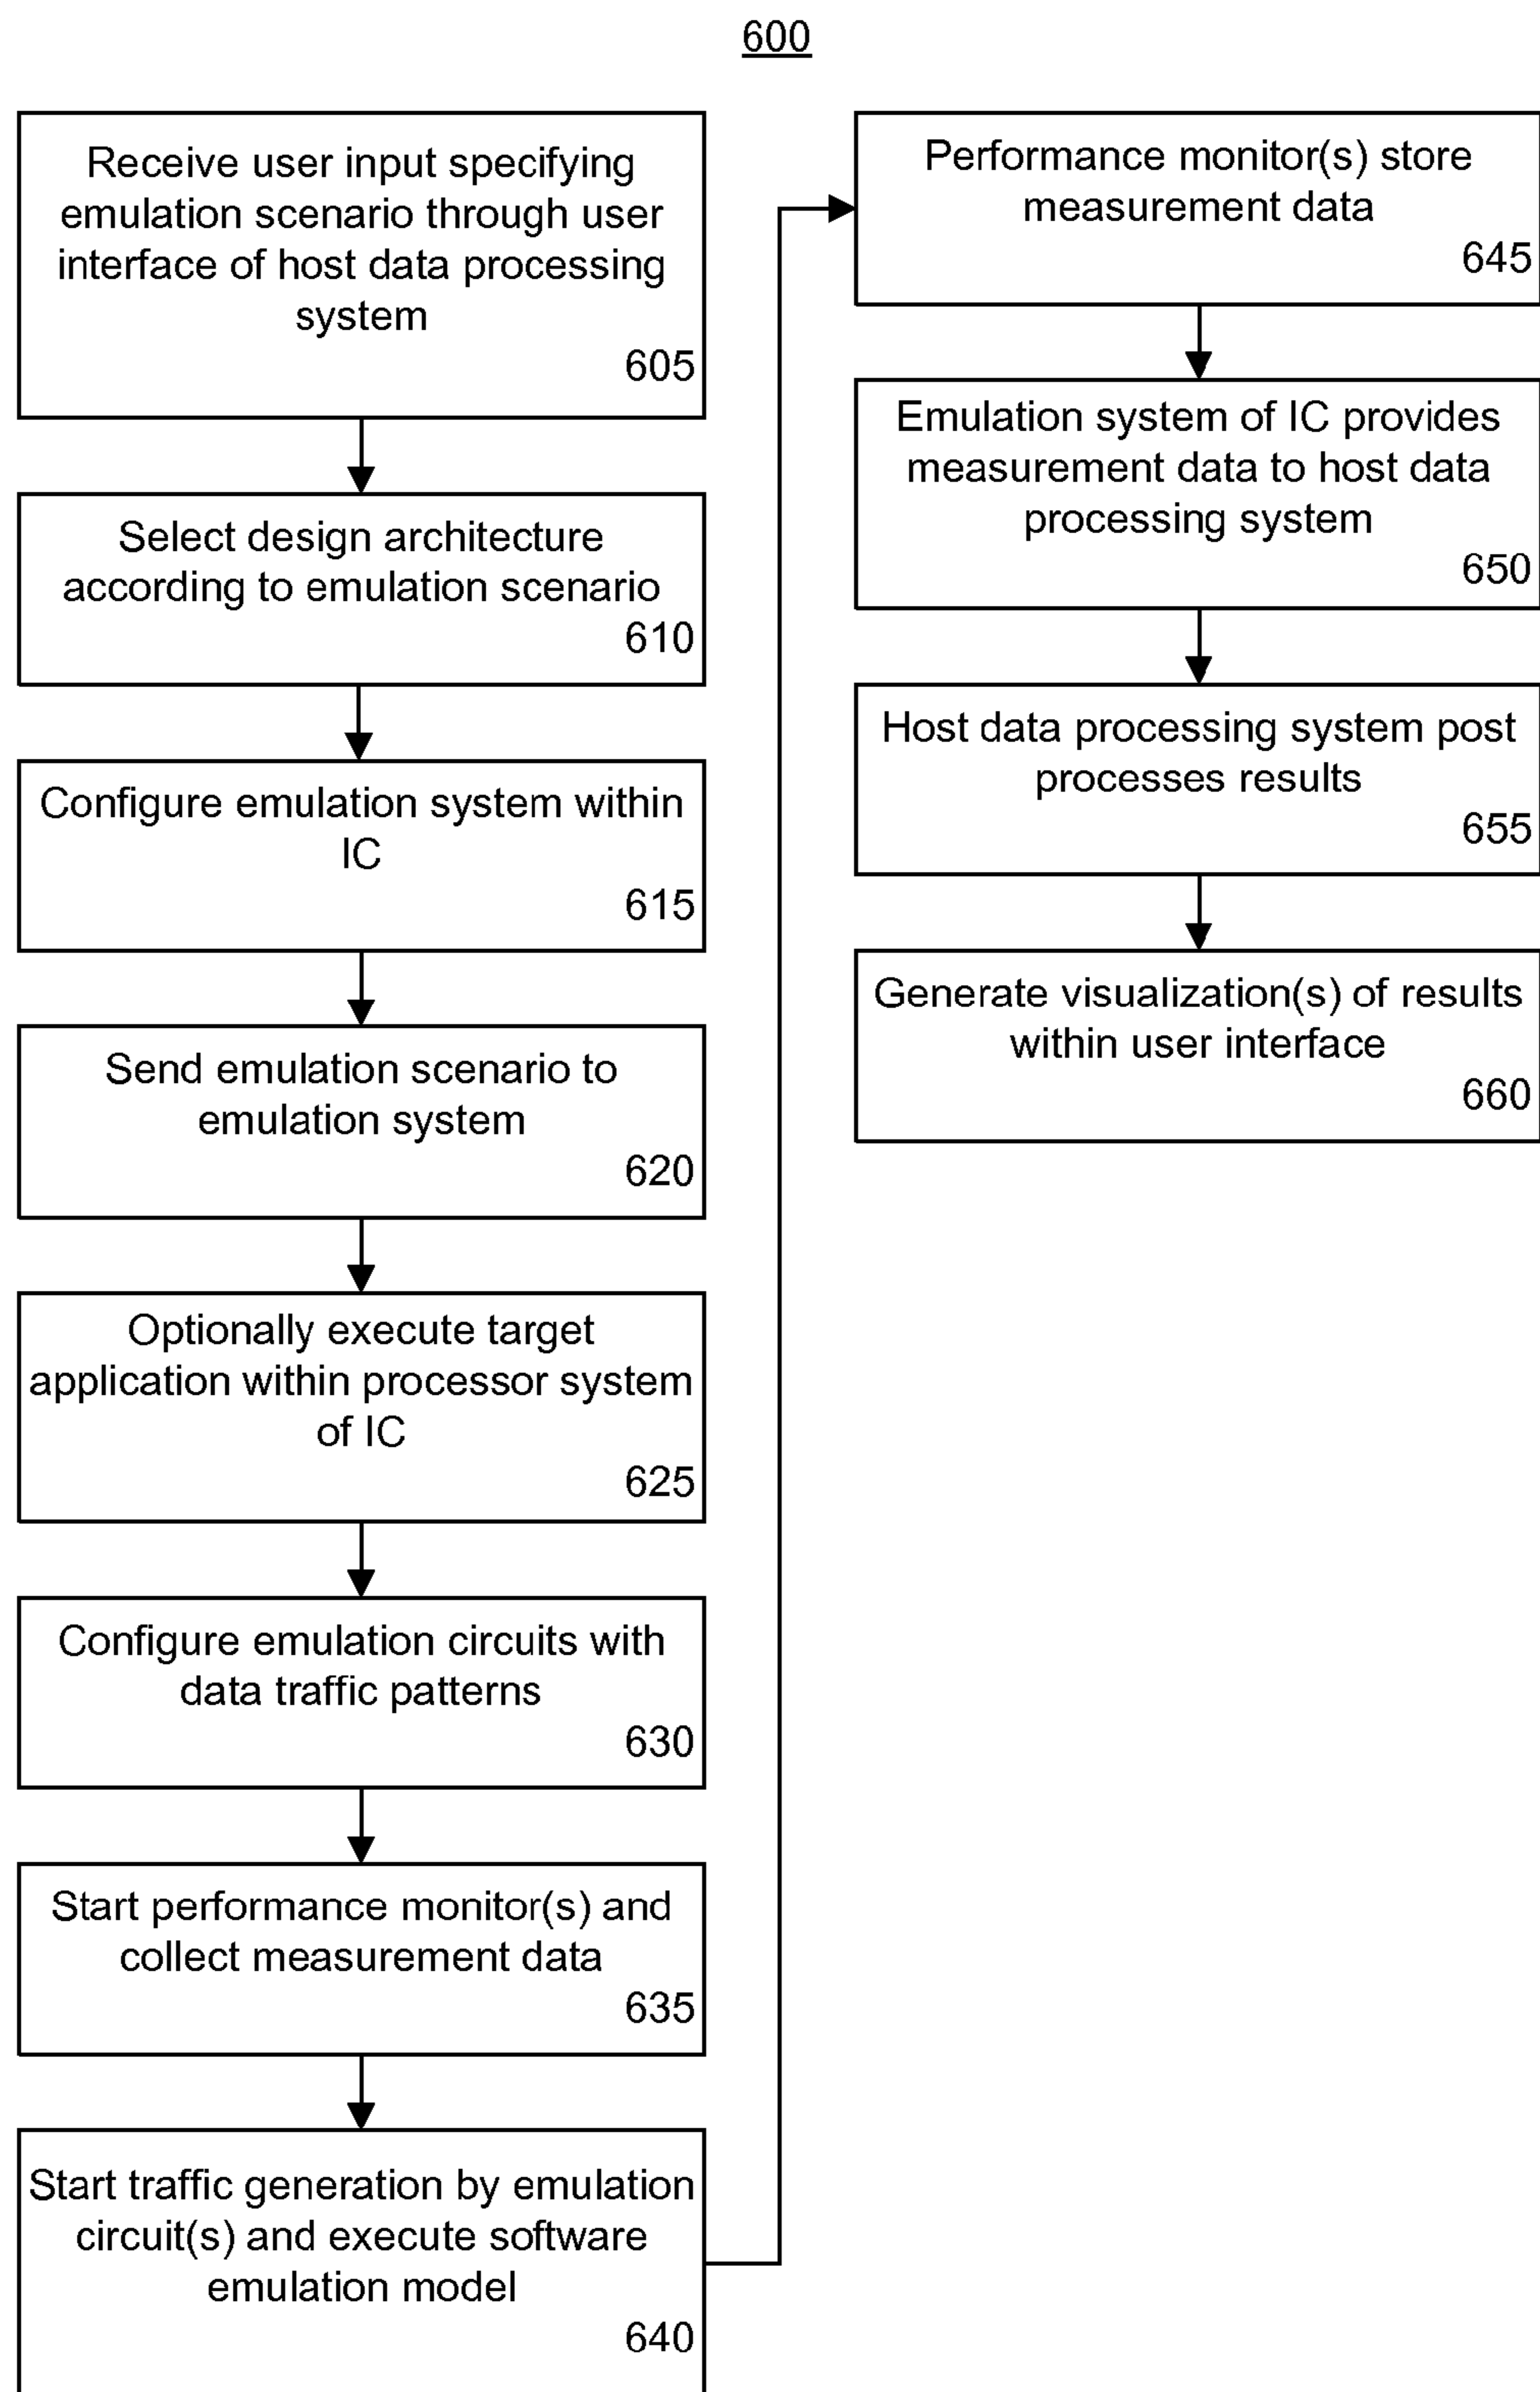 600
Receive user input specifying
emulation scenario through user
interface of host data processing
system
605
Select design architecture
according to emulation scenario
610
Configure emulation system within
IC
615
Send emulation scenario to
emulation system
620
Optionally execute target
application within processor system
of IC
625
Configure emulation circuits with
data traffic patterns
630
Start performance monitor(s) and
collect measurement data
635
Start traffic generation by emulation
circuit(s) and execute software
emulation model
640
Performance monitor(s) store
measurement data
645
Emulation system of IC provides
measurement data to host data
processing system
650
Host data processing system post
processes results
655
Generate visualization(s) of results
within user interface
660